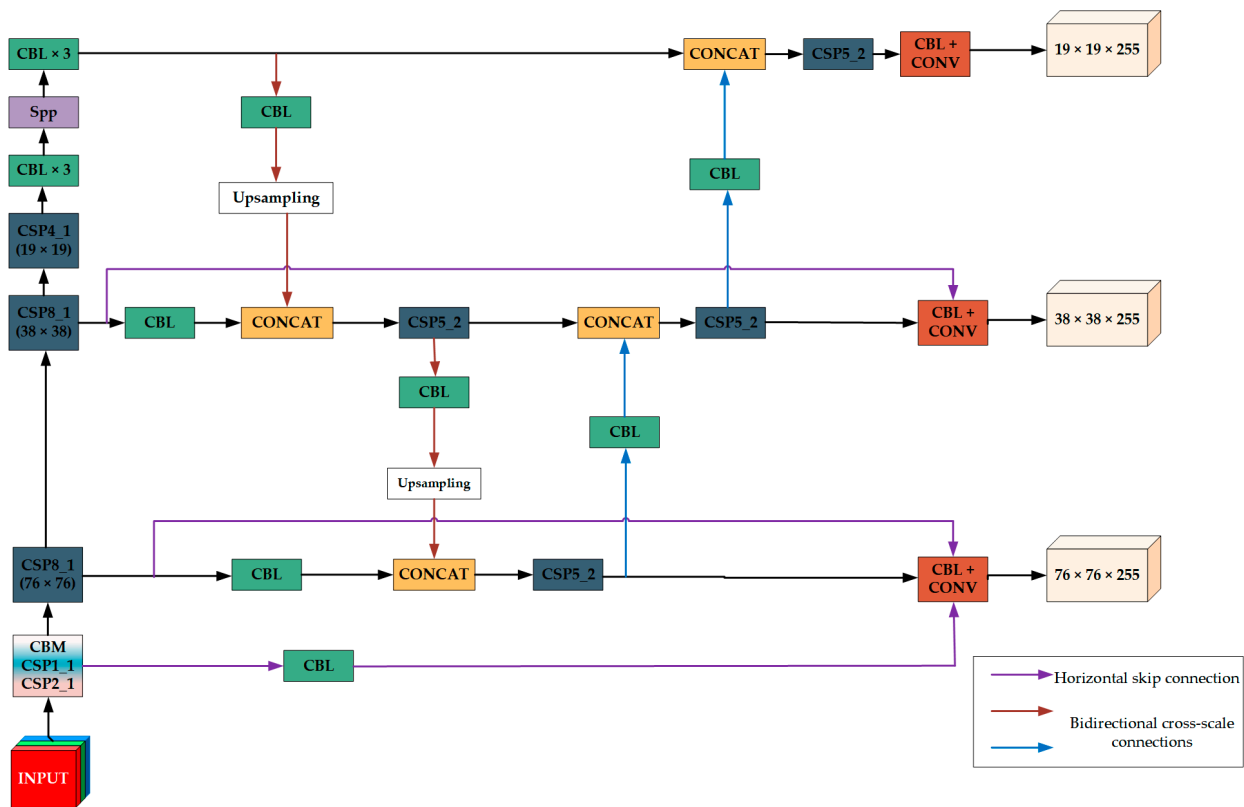 CBL × 3
CONCAT
CSP5_2
CBL +
CONV
19 × 19 × 255
Spp
CBL
CBL × 3
CBL
Upsampling
CSP4_1
(19 × 19)
CSP8_1
(38 × 38)
CBL
CONCAT
CSP5_2
CONCAT
CSP5_2
CBL +
CONV
38 × 38 × 255
CBL
CBL
Upsampling
CSP8_1
(76 × 76)
CBL
CONCAT
CSP5_2
CBL +
CONV
76 × 76 × 255
CBM
CSP1_1
CSP2_1
CBL
Horizontal skip connection
Bidirectional cross-scale
connections
INPUT